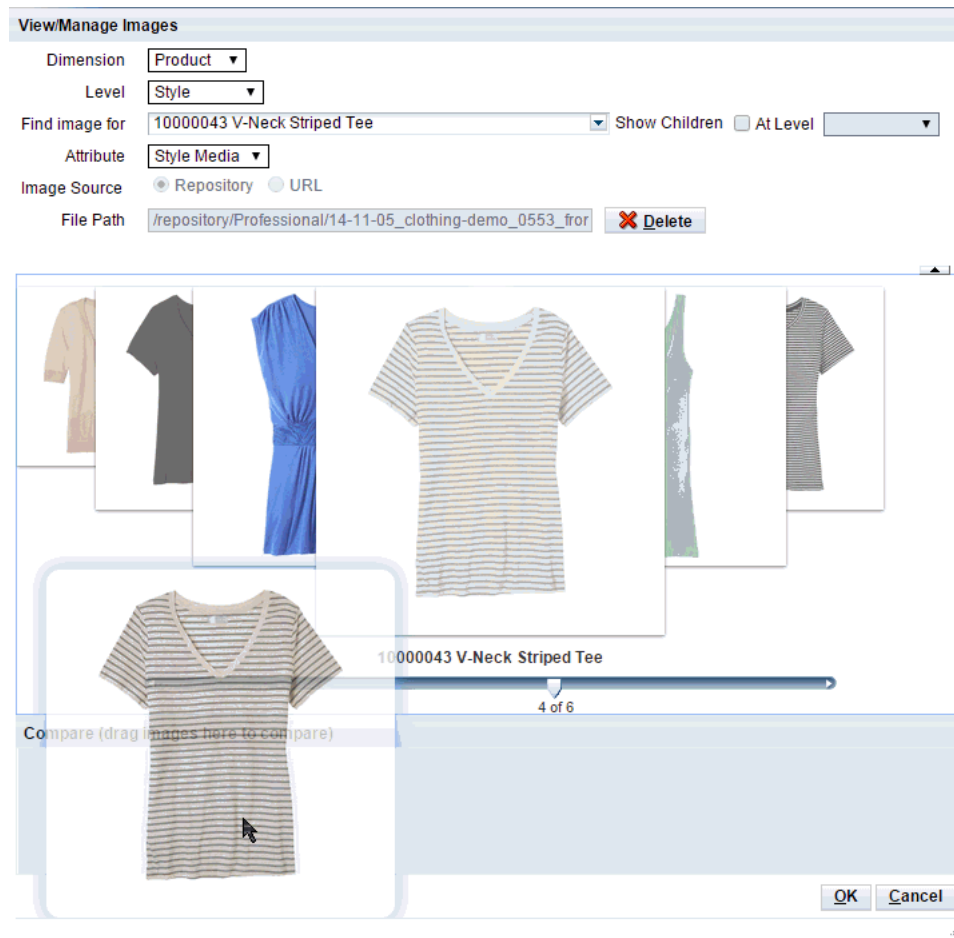 View/Manage Images
Dimension Product
Level Style
Find image for 10000043 V-Neck Striped Tee Show Children At Level
Attribute Style Media
Image Source Repository URL
File Path /repository/Professional/14-11-05_clothing-demo_0553_fror Delete
10000043 V-Neck Striped Tee
4 of 6
Compare (drag images here to compare)
OK Cancel